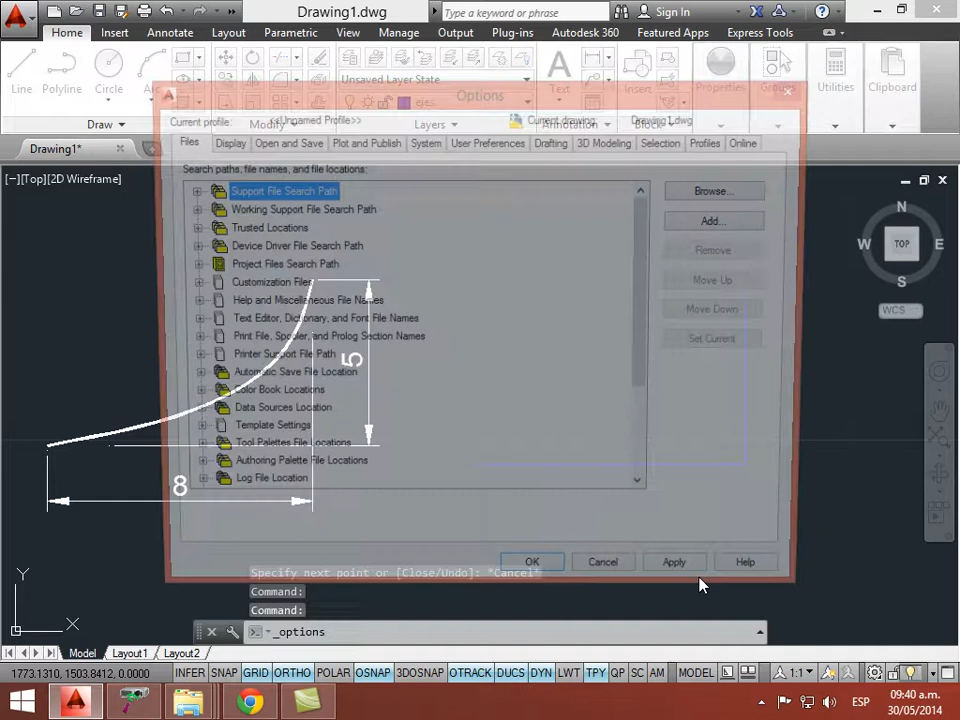 Drawing1.dwg
Type a keyword or phrase
Sign In
Home Insert Annotate Layout Parametric View Manage Output Plug-ins Autodesk 360 Featured Apps Express Tools
Line Polyline Circle Arc
Unsaved Layer State
ejes
Text
Properties Groups Utilities Clipboard
Draw Modify Layers Annotation Block
Options
Current profile: <<Unnamed Profile>> Current drawing: Drawing1.dwg
Drawing1*
Files Display Open and Save Plot and Publish System User Preferences Drafting 3D Modeling Selection Profiles Online
[−][Top][2D Wireframe]
Search paths, file names, and file locations:
Support File Search Path
Working Support File Search Path
Trusted Locations
Device Driver File Search Path
Project Files Search Path
Customization Files
Help and Miscellaneous File Names
Text Editor, Dictionary, and Font File Names
Print File, Spooler, and Prolog Section Names
Printer Support File Path
Automatic Save File Location
Color Book Locations
Data Sources Location
Template Settings
Tool Palettes File Locations
Authoring Palette File Locations
Log File Location
Browse...
Add...
Remove
Move Up
Move Down
Set Current
N
W TOP E
S
WCS
5
8
OK Cancel Apply Help
Specify next point or [Close/Undo]: *Cancel*
Command:
Command:
_options
Y
X
Model Layout1 Layout2
1773.1310, 1503.8412, 0.0000 INFER SNAP GRID ORTHO POLAR OSNAP 3DOSNAP OTRACK DUCS DYN LWT TPY QP SC AM MODEL 1:1
ESP
09:40 a.m.
30/05/2014